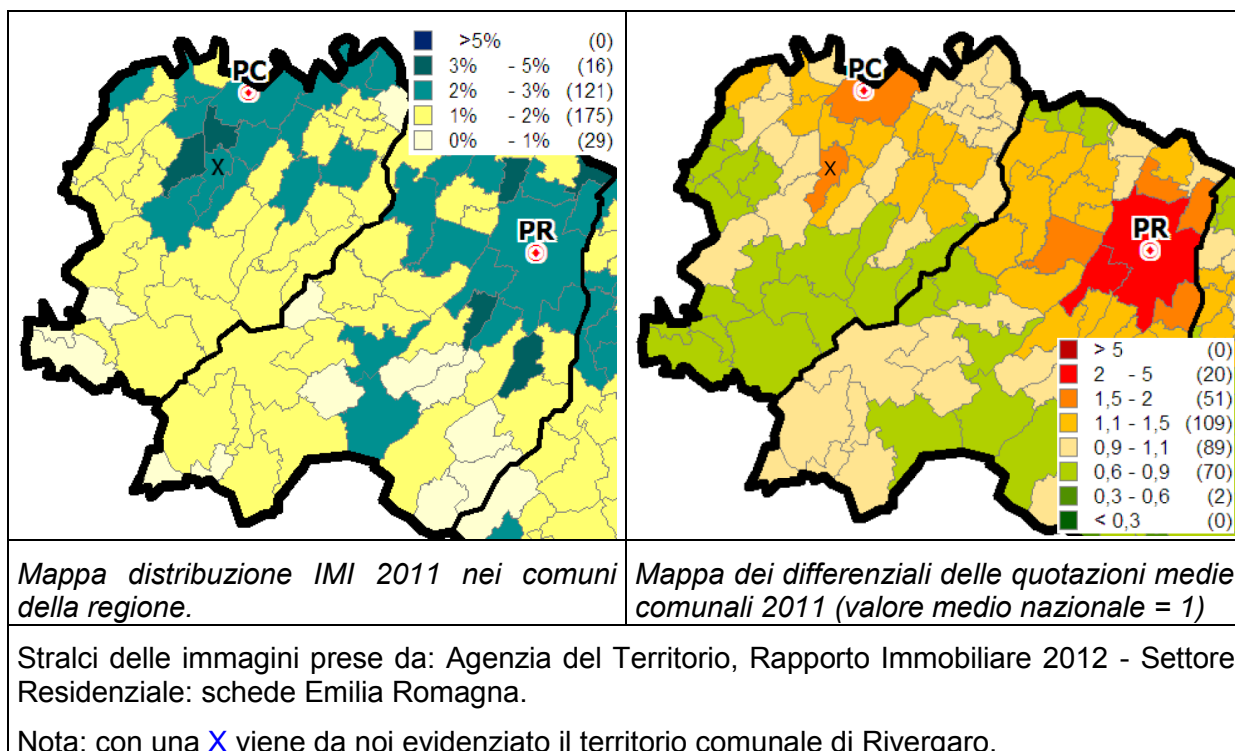 PC
>5% (0)
3% - 5% (16)
2% - 3% (121)
1% - 2% (175)
0% - 1% (29)
X
PR
PC
X
PR
> 5 (0)
2 - 5 (20)
1,5 - 2 (51)
1,1 - 1,5 (109)
0,9 - 1,1 (89)
0,6 - 0,9 (70)
0,3 - 0,6 (2)
< 0,3 (0)
Mappa distribuzione IMI 2011 nei comuni
della regione.
Mappa dei differenziali delle quotazioni medie
comunali 2011 (valore medio nazionale = 1)
Stralci delle immagini prese da: Agenzia del Territorio, Rapporto Immobiliare 2012 - Settore
Residenziale: schede Emilia Romagna.
Nota: con una X viene da noi evidenziato il territorio comunale di Rivergaro.